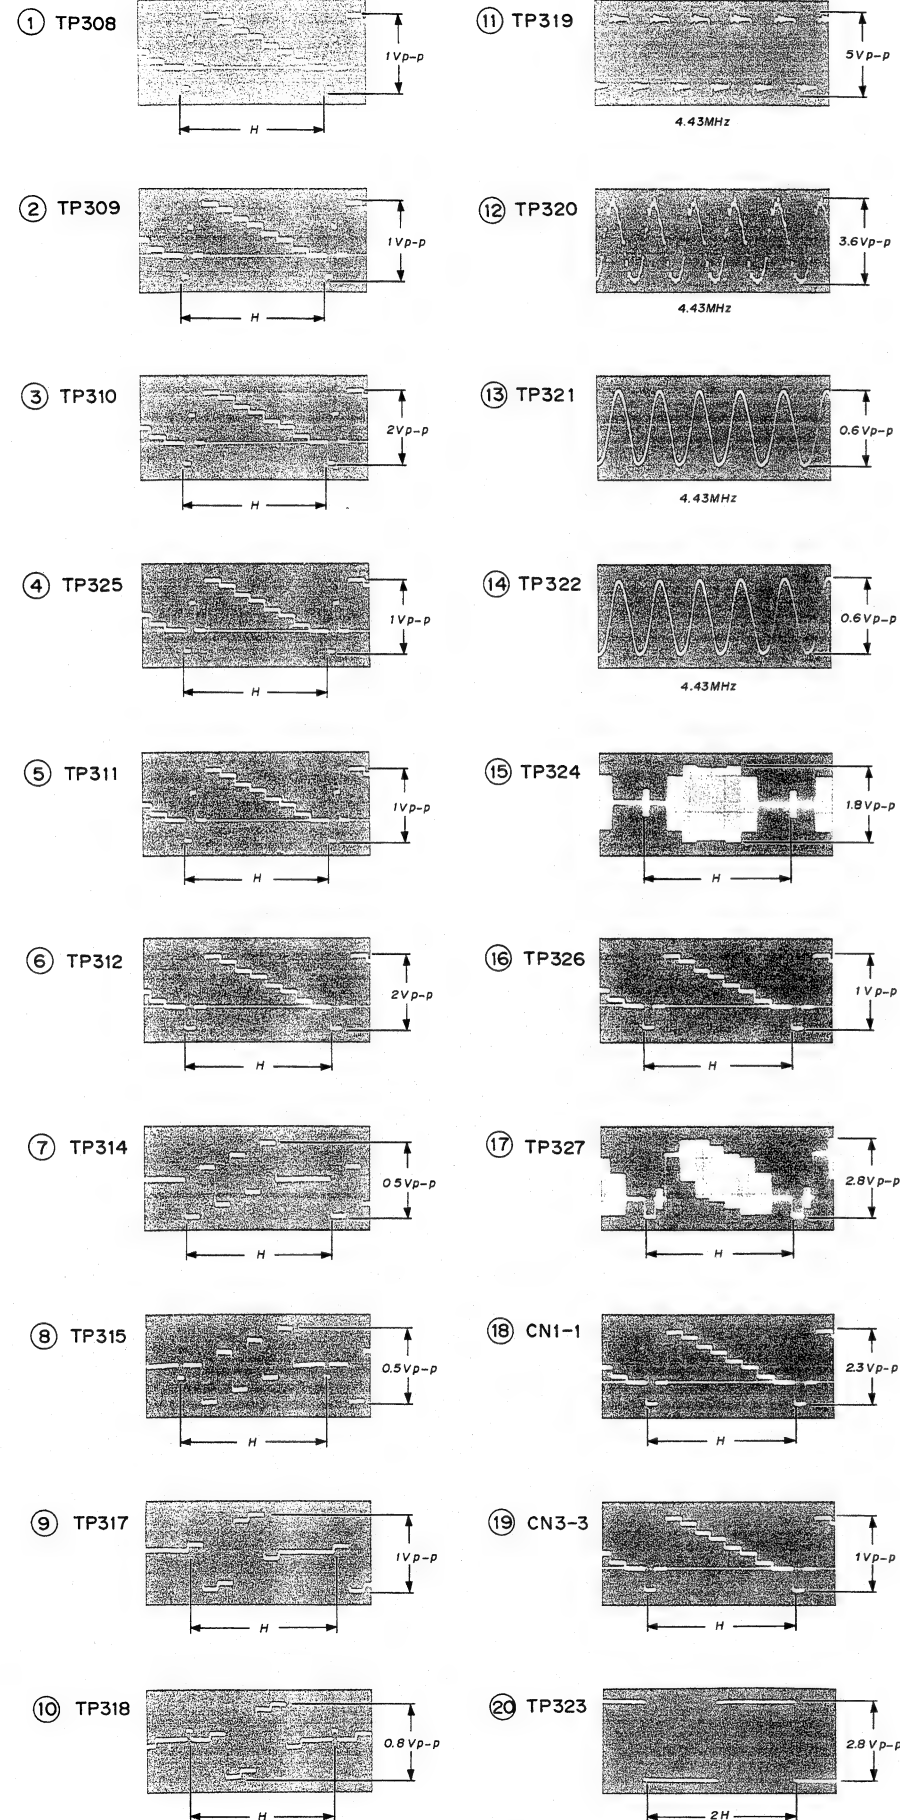 ① TP308
1Vp-p
H
② TP309
1Vp-p
H
③ TP310
2Vp-p
H
④ TP325
1Vp-p
H
⑤ TP311
1Vp-p
H
⑥ TP312
2Vp-p
H
⑦ TP314
0.5Vp-p
H
⑧ TP315
0.5Vp-p
H
⑨ TP317
1Vp-p
H
⑩ TP318
0.8Vp-p
H
⑪ TP319
5Vp-p
4.43MHz
⑫ TP320
3.6Vp-p
4.43MHz
⑬ TP321
0.6Vp-p
4.43MHz
⑭ TP322
0.6Vp-p
4.43MHz
⑮ TP324
1.8Vp-p
H
⑯ TP326
1Vp-p
H
⑰ TP327
2.8Vp-p
H
⑱ CN1-1
2.3Vp-p
H
⑲ CN3-3
1Vp-p
H
⑳ TP323
2.8Vp-p
2H